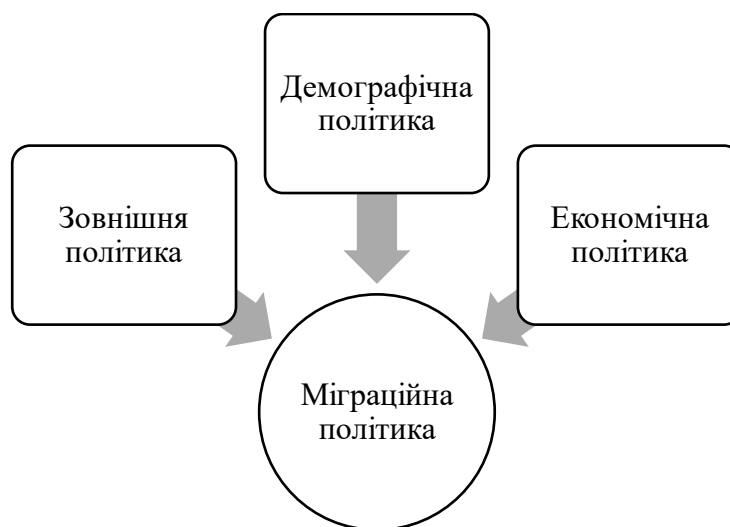 Демографічна
політика
Зовнішня
політика
Економічна
політика
Міграційна
політика